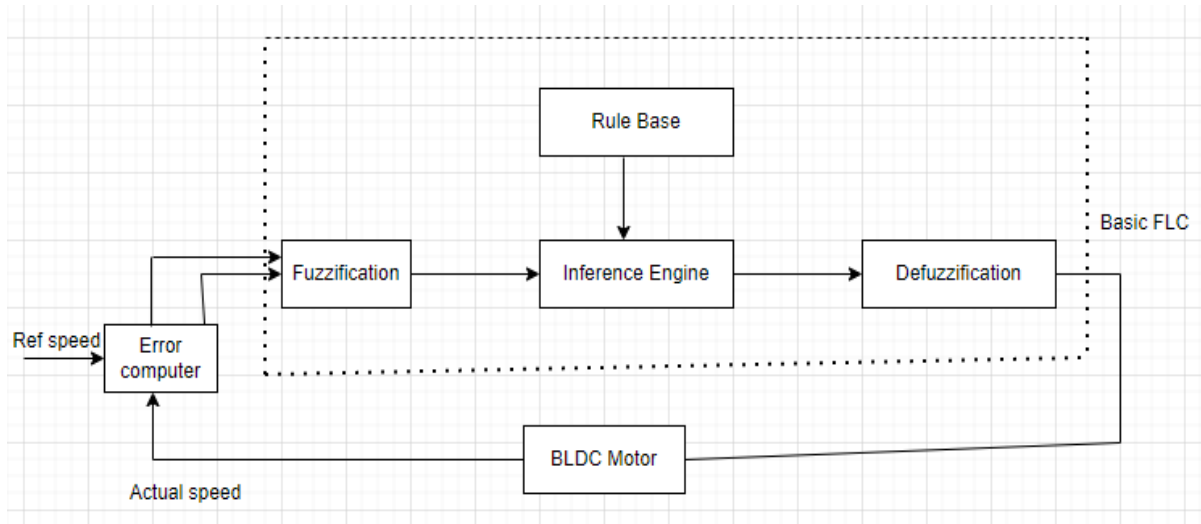 Rule Base
Basic FLC
Fuzzification
Inference Engine
Defuzzification
Ref speed
Error
computer
BLDC Motor
Actual speed